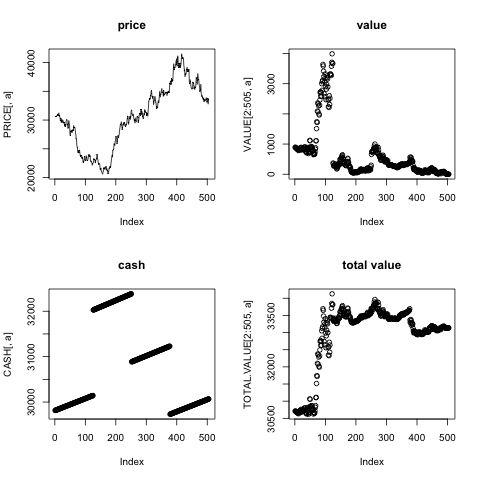 price
PRICE[, a]
20000 30000 40000
0 100 200 300 400 500
Index
value
VALUE[2:505, a]
0 1000 3000
0 100 200 300 400 500
Index
cash
CASH[, a]
30000 31000 32000
0 100 200 300 400 500
Index
total value
TOTAL.VALUE[2:505, a]
30500 32000 33500
0 100 200 300 400 500
Index